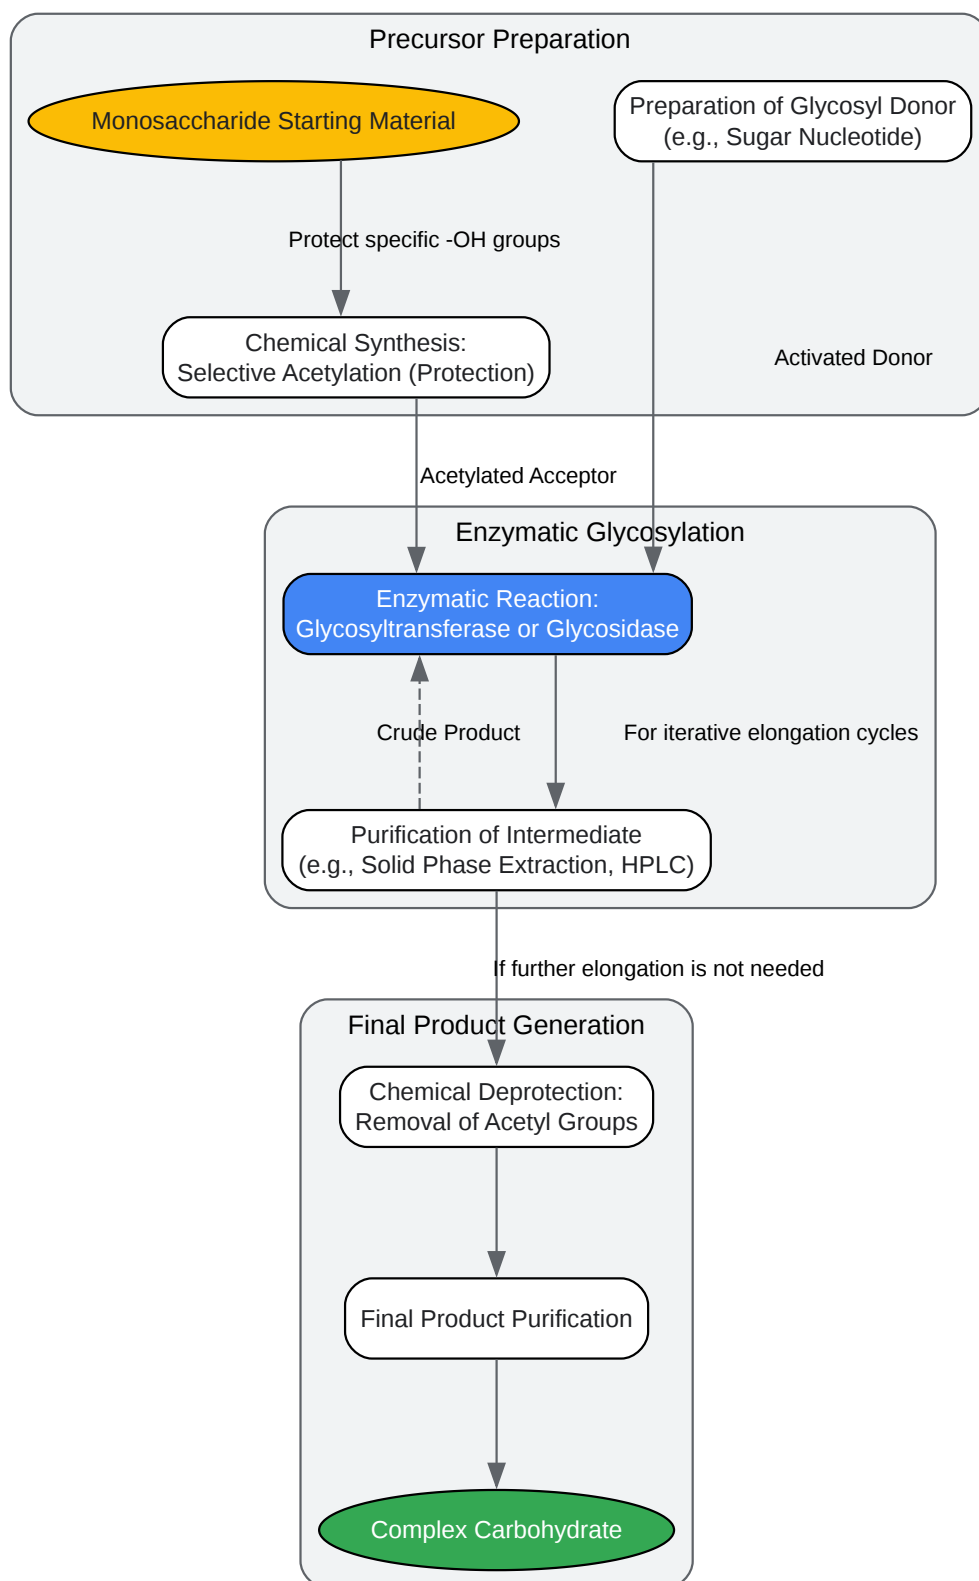 Precursor Preparation
Monosaccharide Starting Material
Preparation of Glycosyl Donor
(e.g., Sugar Nucleotide)
Protect specific -OH groups
Chemical Synthesis:
Selective Acetylation (Protection)
Activated Donor
Acetylated Acceptor
Enzymatic Glycosylation
Enzymatic Reaction:
Glycosyltransferase or Glycosidase
Crude Product
For iterative elongation cycles
Purification of Intermediate
(e.g., Solid Phase Extraction, HPLC)
If further elongation is not needed
Final Product Generation
Chemical Deprotection:
Removal of Acetyl Groups
Final Product Purification
Complex Carbohydrate